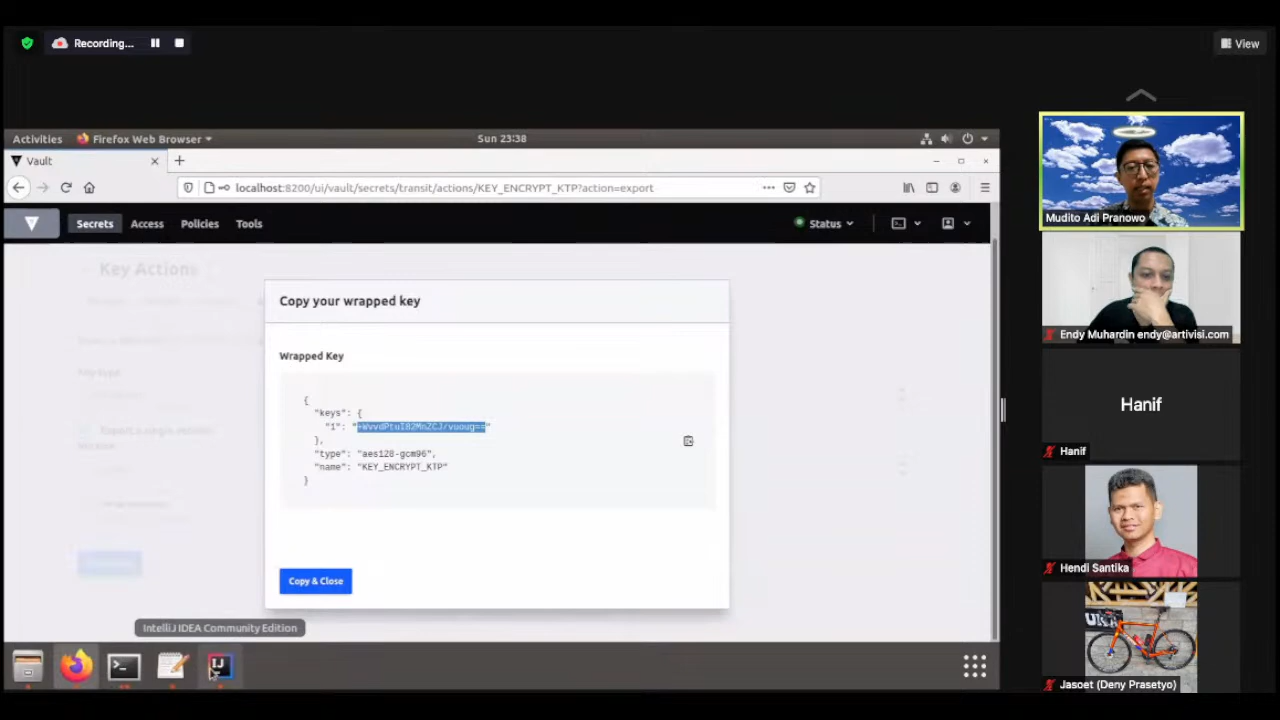 Recording...
View
Activities
Firefox Web Browser
Sun 23:38
Vault
localhost:8200/ui/vault/secrets/transit/actions/KEY_ENCRYPT_KTP?action=export
Secrets
Access
Policies
Tools
Status
Key Actions
Copy your wrapped key
Wrapped Key
{
"keys": {
"1":
},
"type": "aes128-gcm96",
"name": "KEY_ENCRYPT_KTP"
}
Copy & Close
IntelliJ IDEA Community Edition
IJ
Mudito Adi Pranowo
Endy Muhardin endy@artivisi.com
Hanif
Hanif
Hendi Santika
Jasoet (Deny Prasetyo)